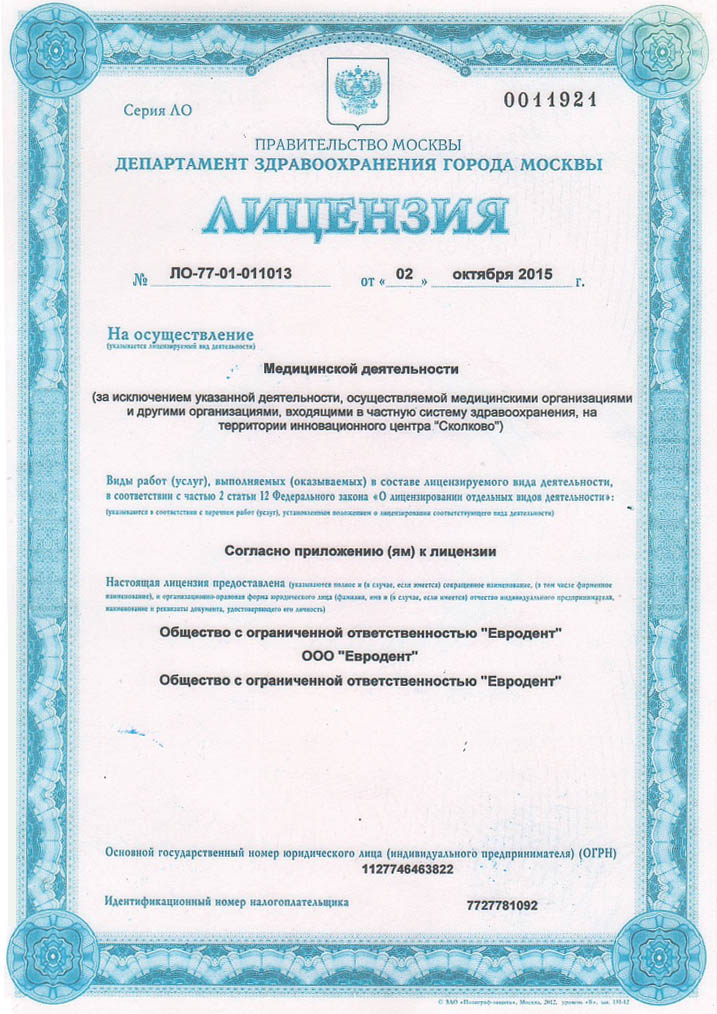 Серия ЛО
0011921
ПРАВИТЕЛЬСТВО МОСКВЫ
ДЕПАРТАМЕНТ ЗДРАВООХРАНЕНИЯ ГОРОДА МОСКВЫ
ЛИЦЕНЗИЯ
№ ЛО-77-01-011013 от «02» октября 2015 г.
На осуществление
(указывается лицензируемый вид деятельности)
Медицинской деятельности
(за исключением указанной деятельности, осуществляемой медицинскими организациями
и другими организациями, входящими в частную систему здравоохранения, на
территории инновационного центра "Сколково")
Виды работ (услуг), выполняемых (оказываемых) в составе лицензируемого вида деятельности,
в соответствии с частью 2 статьи 12 Федерального закона «О лицензировании отдельных видов деятельности»:
(указываются в соответствии с перечнем работ (услуг), установленным положением о лицензировании соответствующего вида деятельности)
Согласно приложению (ям) к лицензии
Настоящая лицензия предоставлена (указываются полное и (в случае, если имеется) сокращенное наименование, (в том числе фирменное
наименование), и организационно-правовая форма юридического лица (фамилия, имя и (в случае, если имеется) отчество индивидуального предпринимателя,
наименование и реквизиты документа, удостоверяющего его личность)
Общество с ограниченной ответственностью "Евродент"
ООО "Евродент"
Общество с ограниченной ответственностью "Евродент"
Основной государственный номер юридического лица (индивидуального предпринимателя) (ОГРН)
1127746463822
Идентификационный номер налогоплательщика 7727781092
© ЗАО «Полиграф-защита», Москва, 2012, уровень «Б», зак. 131-12